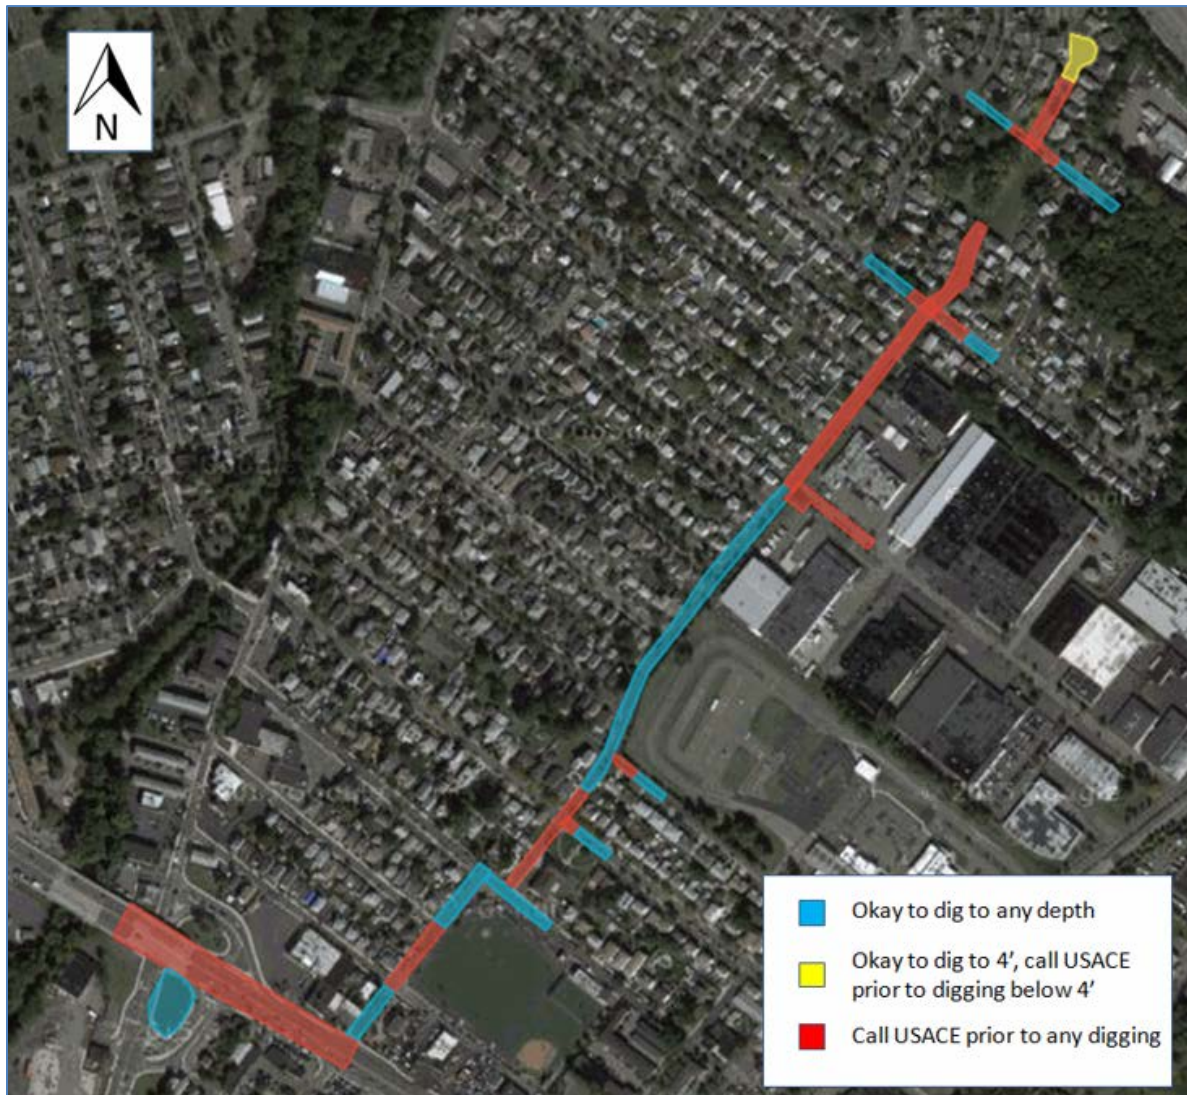 N
Okay to dig to any depth
Okay to dig to 4', call USACE
prior to digging below 4'
Call USACE prior to any digging